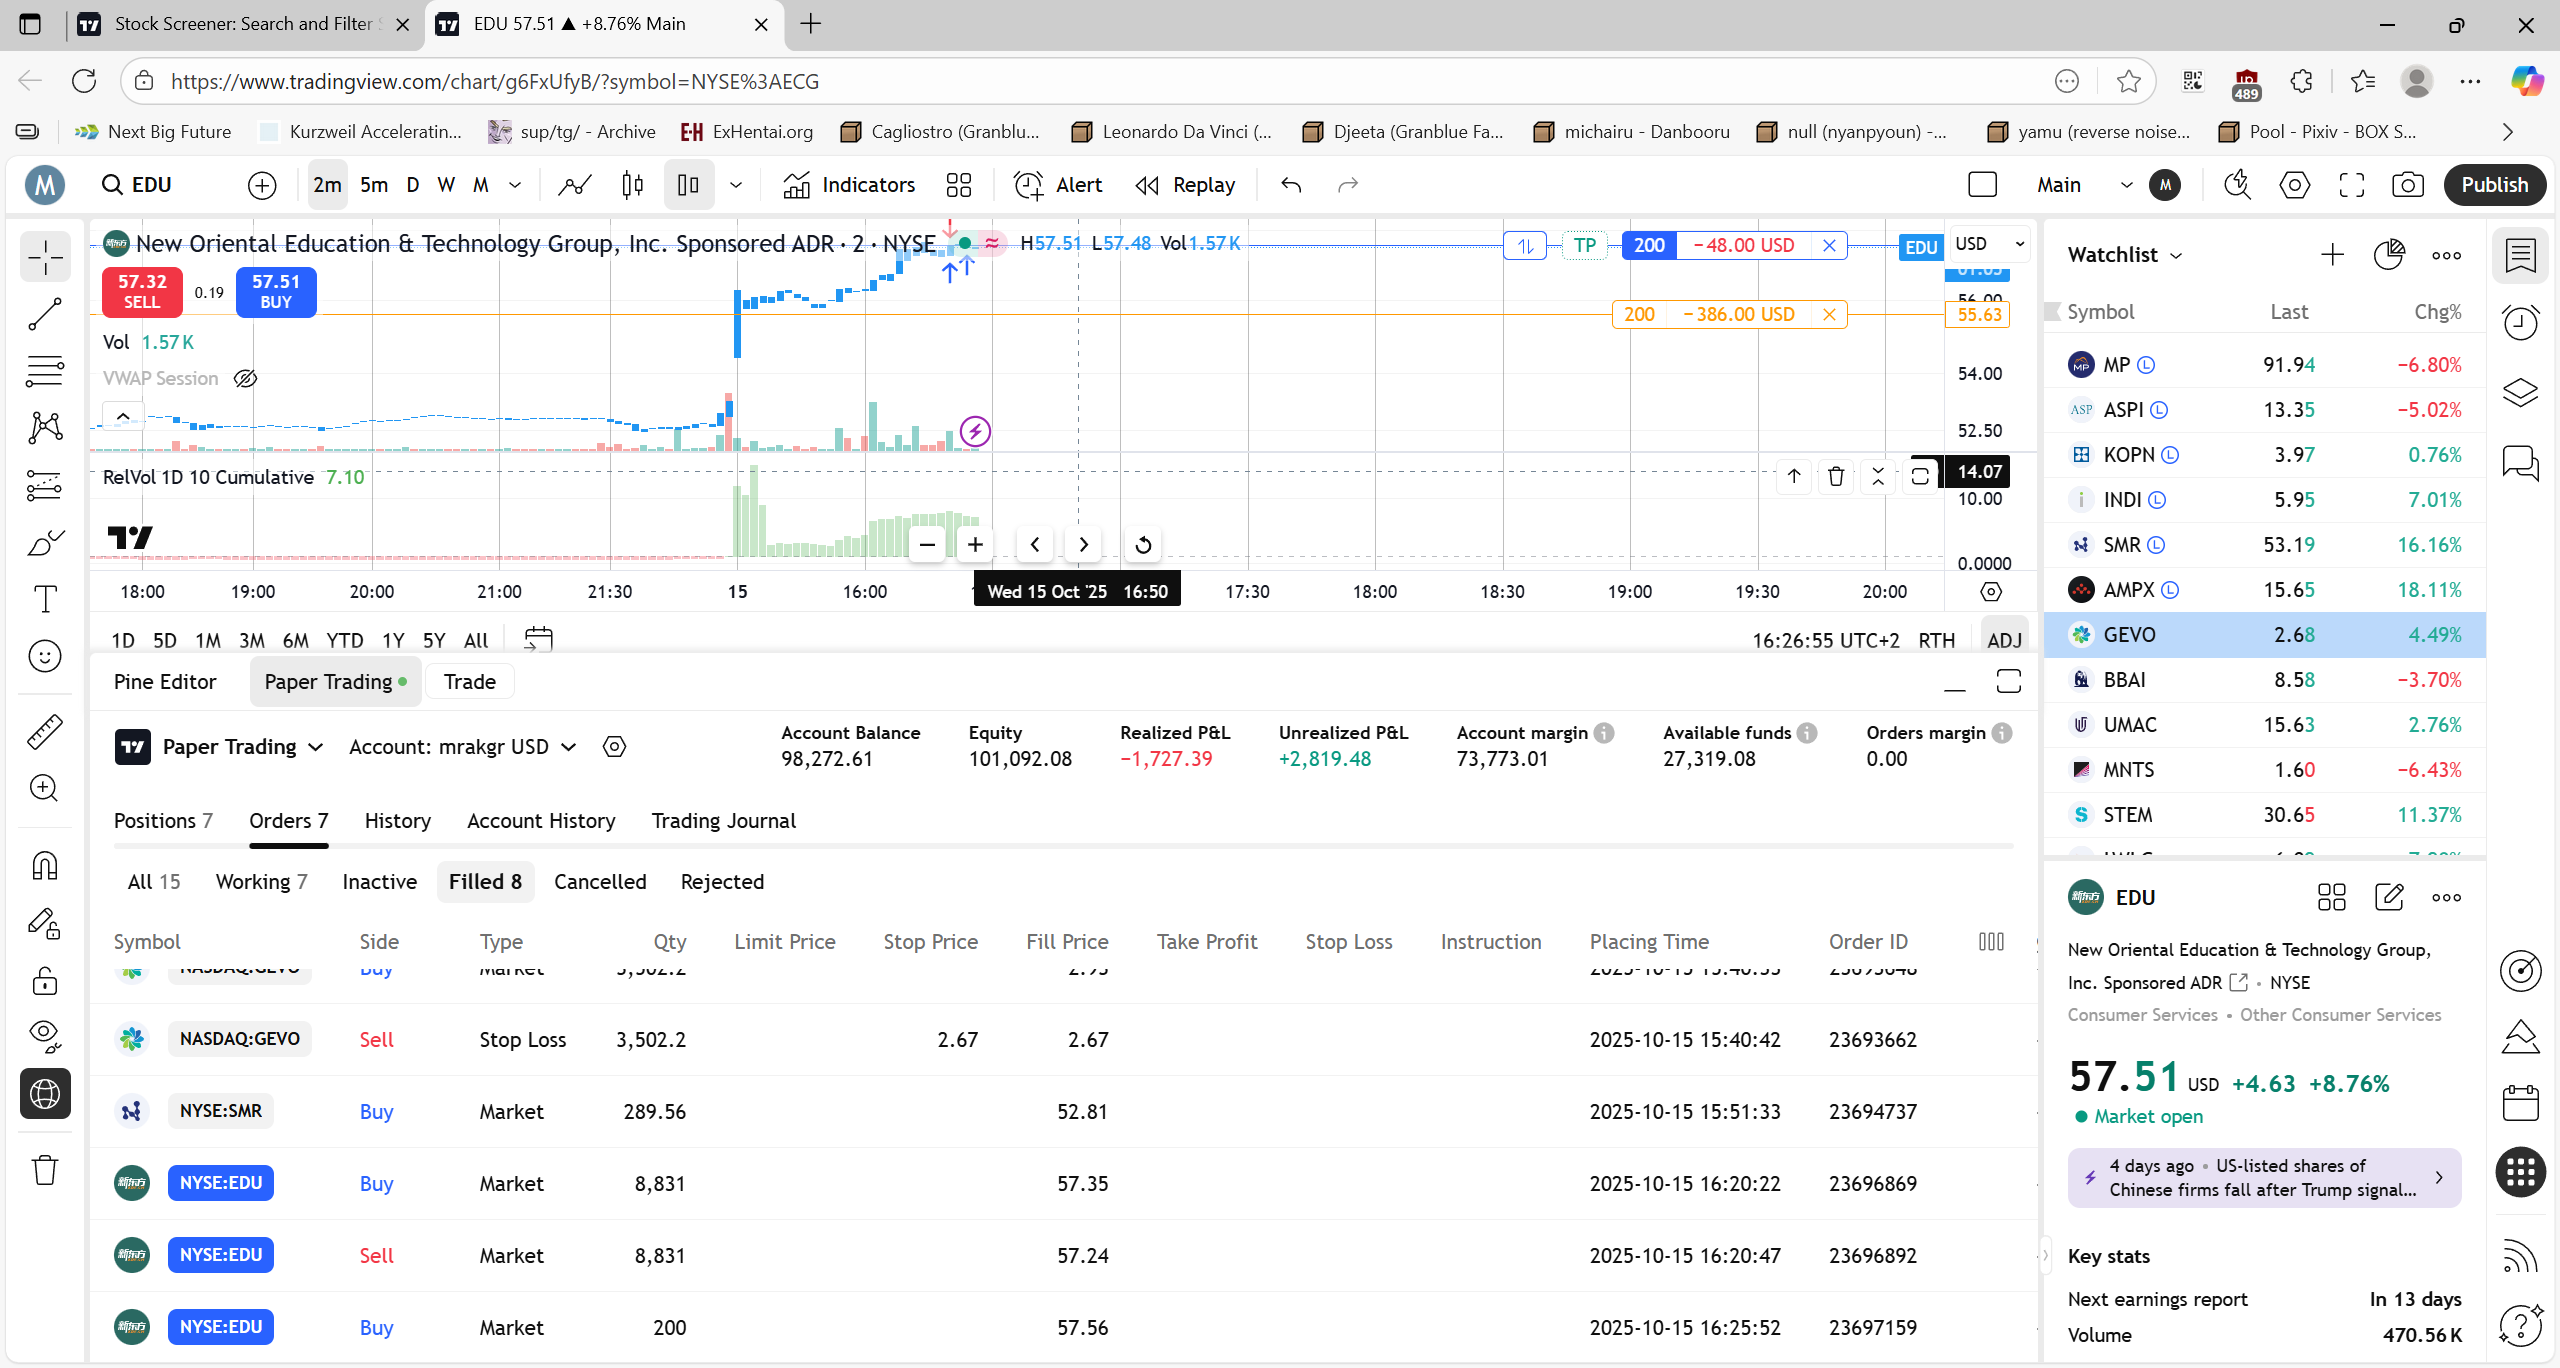 Stock Screener: Search and Filter S
EDU 57.51 ▲ +8.76% Main
https://www.tradingview.com/chart/g6FxUfyB/?symbol=NYSE%3AECG
489
Next Big Future
Kurzweil Acceleratin...
sup/tg/ - Archive
ExHentai.org
Cagliostro (Granblu...
Leonardo Da Vinci (...
Djeeta (Granblue Fa...
michairu - Danbooru
null (nyanpyoun) -...
yamu (reverse noise...
Pool - Pixiv - BOX S...
M EDU 2m 5m D W M Indicators Alert Replay Main M Publish
New Oriental Education & Technology Group, Inc. Sponsored ADR · 2 · NYSE H57.51 L57.48 Vol1.57 K
TP 200 −48.00 USD EDU USD
57.32 SELL 0.19 57.51 BUY
56.00
200 −386.00 USD 55.63
Vol 1.57 K
VWAP Session
54.00
52.50
RelVol 1D 10 Cumulative 7.10
14.07
10.00
0.0000
18:00 19:00 20:00 21:00 21:30 15 16:00 Wed 15 Oct '25 16:50 17:30 18:00 18:30 19:00 19:30 20:00
1D 5D 1M 3M 6M YTD 1Y 5Y All 16:26:55 UTC+2 RTH ADJ
Pine Editor Paper Trading Trade
Paper Trading Account: mrakgr USD
Account Balance Equity Realized P&L Unrealized P&L Account margin Available funds Orders margin
98,272.61 101,092.08 −1,727.39 +2,819.48 73,773.01 27,319.08 0.00
Positions 7 Orders 7 History Account History Trading Journal
All 15 Working 7 Inactive Filled 8 Cancelled Rejected
Symbol Side Type Qty Limit Price Stop Price Fill Price Take Profit Stop Loss Instruction Placing Time Order ID
NASDAQ:GEVO Buy Market
NASDAQ:GEVO Sell Stop Loss 3,502.2 2.67 2.67 2025-10-15 15:40:42 23693662
NYSE:SMR Buy Market 289.56 52.81 2025-10-15 15:51:33 23694737
NYSE:EDU Buy Market 8,831 57.35 2025-10-15 16:20:22 23696869
NYSE:EDU Sell Market 8,831 57.24 2025-10-15 16:20:47 23696892
NYSE:EDU Buy Market 200 57.56 2025-10-15 16:25:52 23697159
Watchlist
Symbol Last Chg%
MP L 91.94 −6.80%
ASPI L 13.35 −5.02%
KOPN L 3.97 0.76%
INDI L 5.95 7.01%
SMR L 53.19 16.16%
AMPX L 15.65 18.11%
GEVO 2.68 4.49%
BBAI 8.58 −3.70%
UMAC 15.63 2.76%
MNTS 1.60 −6.43%
STEM 30.65 11.37%
EDU
New Oriental Education & Technology Group,
Inc. Sponsored ADR • NYSE
Consumer Services • Other Consumer Services
57.51 USD +4.63 +8.76%
Market open
4 days ago • US-listed shares of
Chinese firms fall after Trump signal...
Key stats
Next earnings report In 13 days
Volume 470.56 K